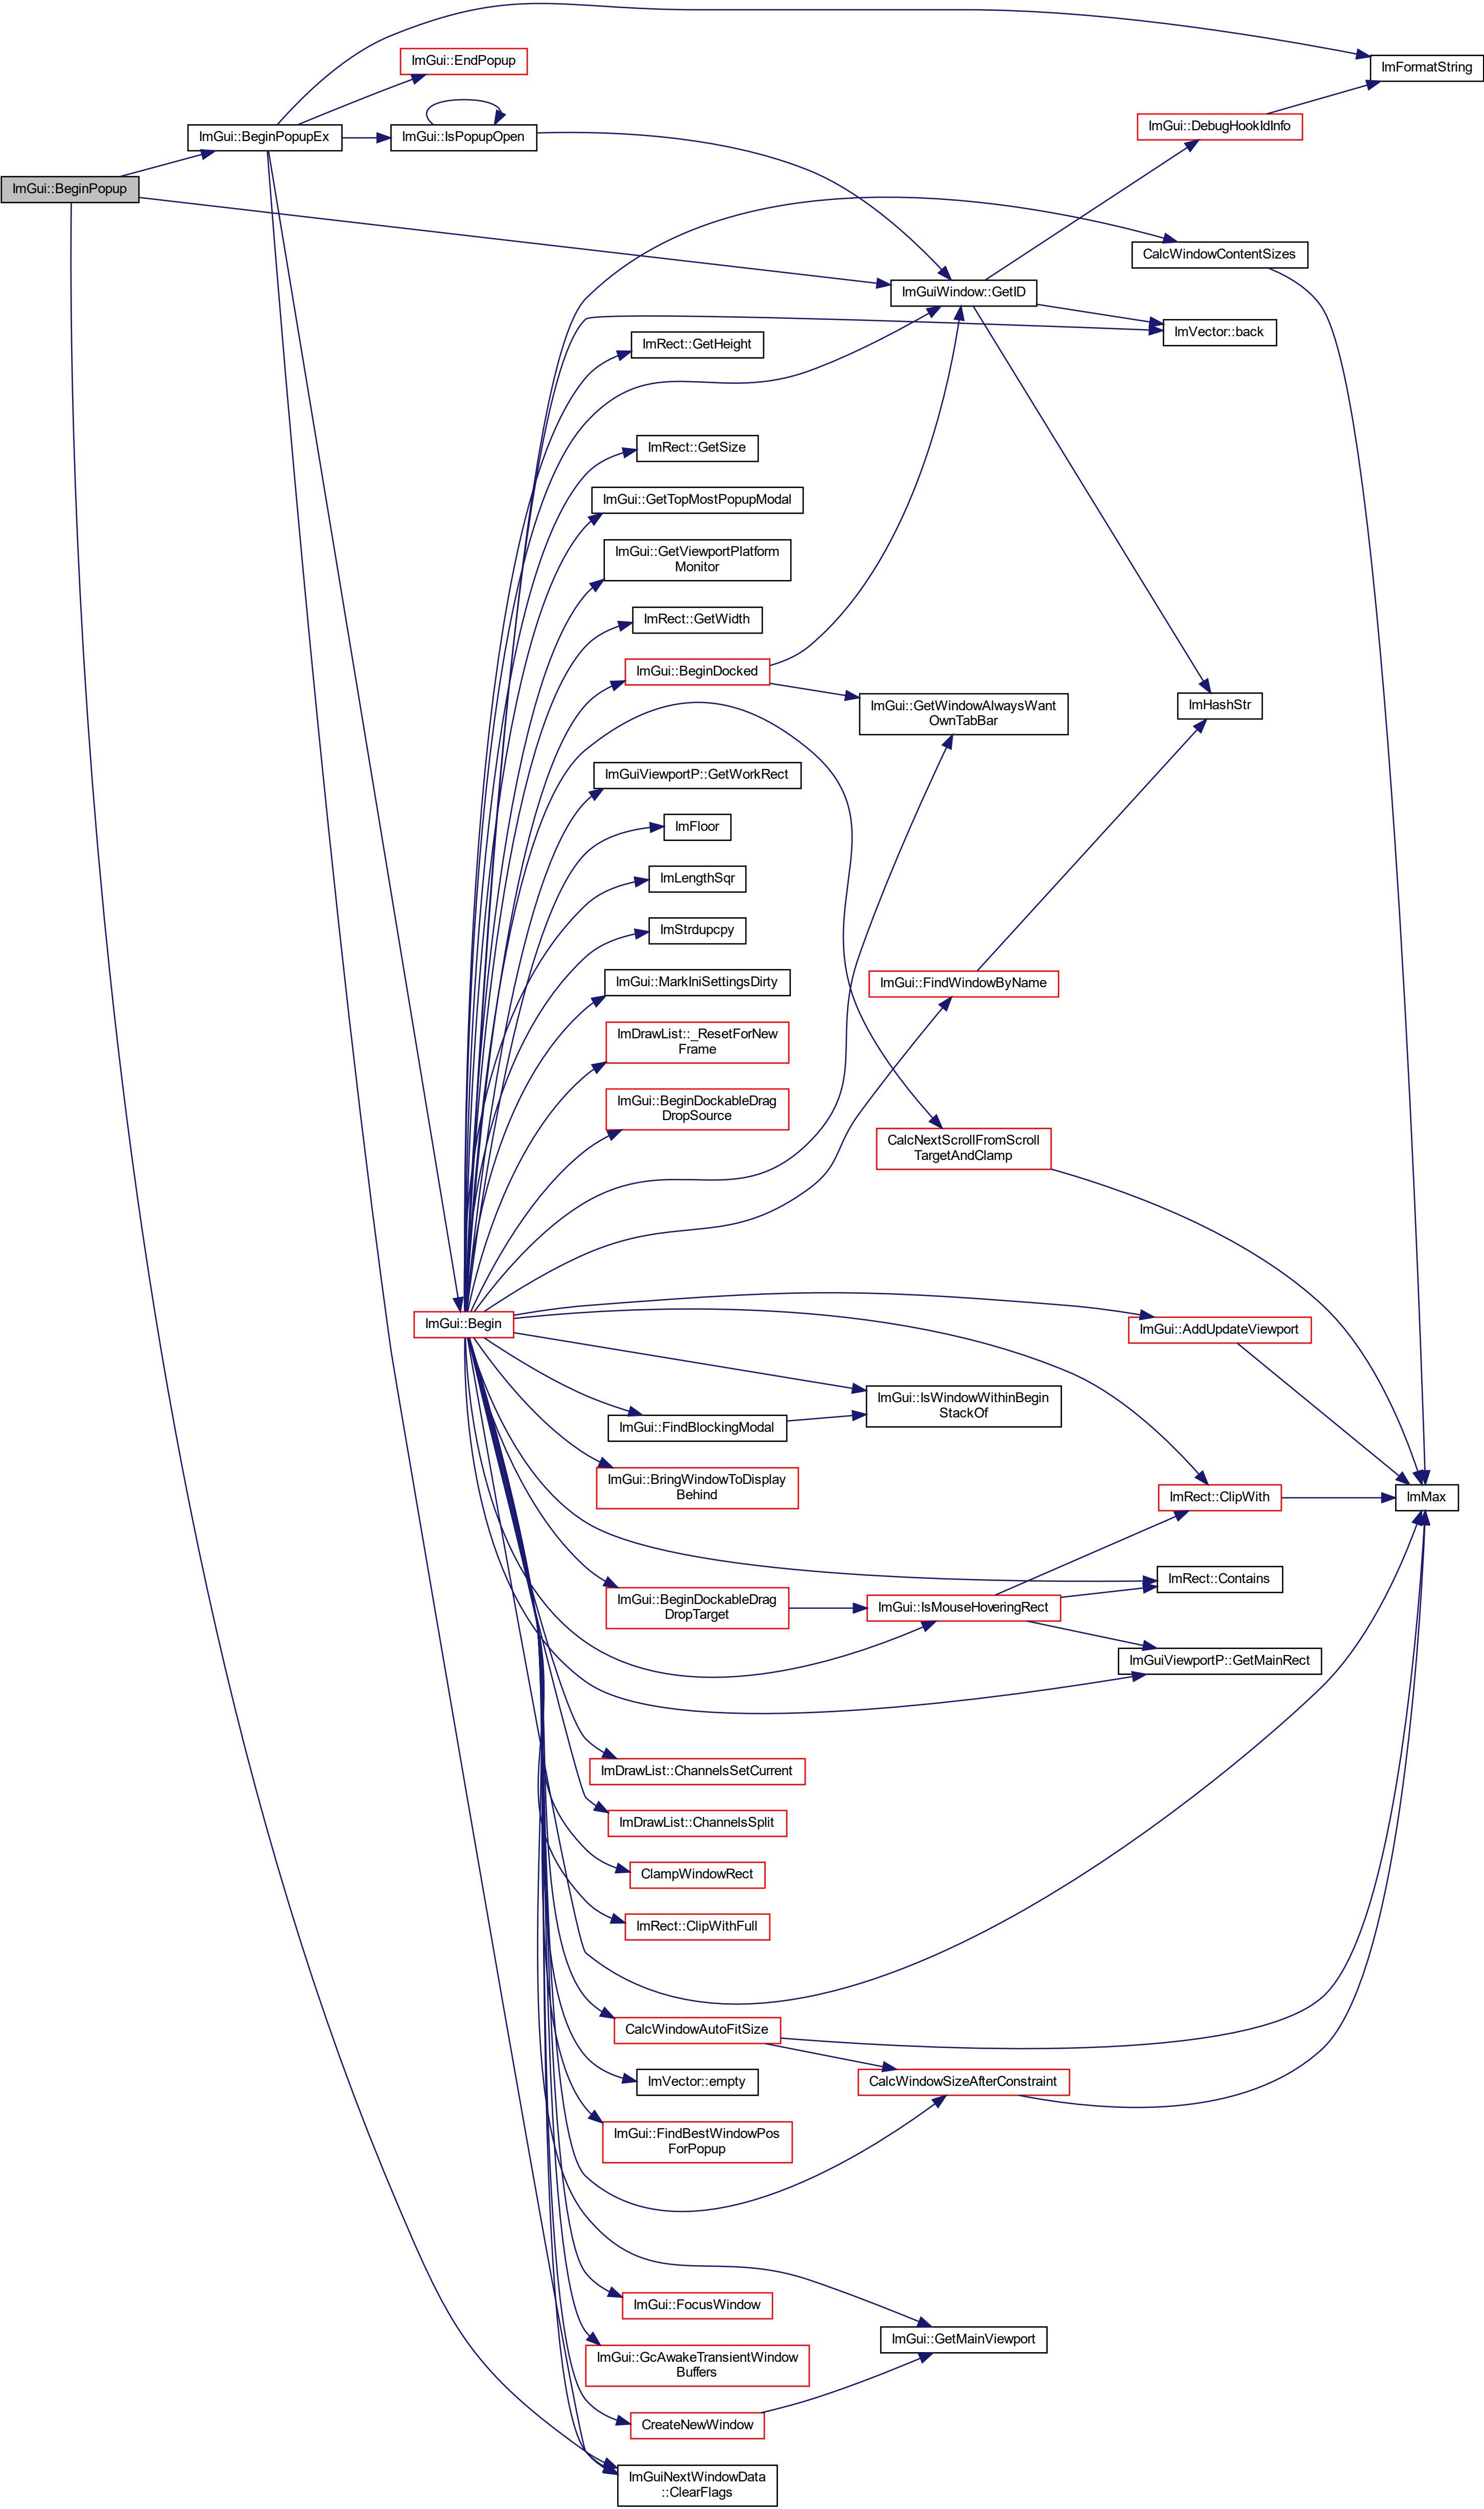 ImFormatString
ImGui::EndPopup
ImGui::DebugHookIdInfo
ImGui::BeginPopupEx
ImGui::IsPopupOpen
ImGui::BeginPopup
CalcWindowContentSizes
ImGuiWindow::GetID
ImVector::back
ImRect::GetHeight
ImRect::GetSize
ImGui::GetTopMostPopupModal
ImGui::GetViewportPlatform
Monitor
ImRect::GetWidth
ImGui::BeginDocked
ImGui::GetWindowAlwaysWant
OwnTabBar
ImHashStr
ImGuiViewportP::GetWorkRect
ImFloor
ImLengthSqr
ImStrdupcpy
ImGui::MarkIniSettingsDirty
ImGui::FindWindowByName
ImDrawList::_ResetForNew
Frame
ImGui::BeginDockableDrag
DropSource
CalcNextScrollFromScroll
TargetAndClamp
ImGui::Begin
ImGui::AddUpdateViewport
ImGui::IsWindowWithinBegin
StackOf
ImGui::FindBlockingModal
ImGui::BringWindowToDisplay
Behind
ImRect::ClipWith
ImMax
ImRect::Contains
ImGui::BeginDockableDrag
DropTarget
ImGui::IsMouseHoveringRect
ImGuiViewportP::GetMainRect
ImDrawList::ChannelsSetCurrent
ImDrawList::ChannelsSplit
ClampWindowRect
ImRect::ClipWithFull
CalcWindowAutoFitSize
ImVector::empty
CalcWindowSizeAfterConstraint
ImGui::FindBestWindowPos
ForPopup
ImGui::FocusWindow
ImGui::GetMainViewport
ImGui::GcAwakeTransientWindow
Buffers
CreateNewWindow
ImGuiNextWindowData
::ClearFlags